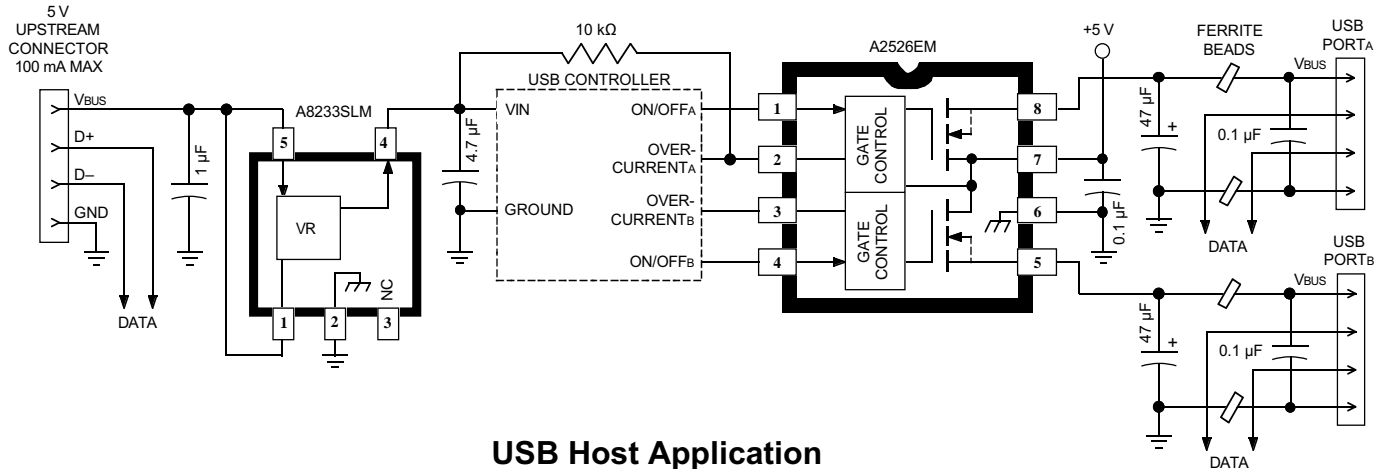 5 V
UPSTREAM
CONNECTOR
100 mA MAX
VBUS
D+
D–
GND
DATA
1 µF
A8233SLM
5
4
VR
NC
1
2
3
10 kΩ
4.7 µF
USB CONTROLLER
VIN
GROUND
ON/OFFA
OVER-
CURRENTA
OVER-
CURRENTB
ON/OFFB
A2526EM
1
2
3
4
GATE
CONTROL
GATE
CONTROL
8
7
6
5
+5 V
0.1 µF
FERRITE
BEADS
47 µF
+
0.1 µF
VBUS
USB
PORTA
DATA
USB
PORTB
VBUS
47 µF
+
0.1 µF
DATA
USB Host Application